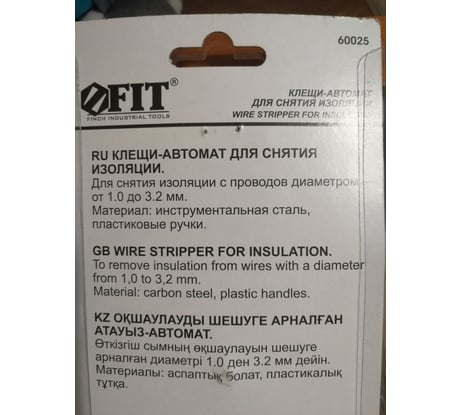 60025
FIT®
FINCH INDUSTRIAL TOOLS
КЛЕЩИ-АВТОМАТ
ДЛЯ СНЯТИЯ ИЗОЛЯЦИИ
WIRE STRIPPER FOR
RU КЛЕЩИ-АВТОМАТ ДЛЯ СНЯТИЯ
ИЗОЛЯЦИИ.
Для снятия изоляции с проводов диаметром
от 1.0 до 3.2 мм.
Материал: инструментальная сталь,
пластиковые ручки.
GB WIRE STRIPPER FOR INSULATION.
To remove insulation from wires with a diameter
from 1,0 to 3,2 mm.
Material: carbon steel, plastic handles.
KZ ОҚШАУЛАУДЫ ШЕШУГЕ АРНАЛҒАН
АТАУЫЗ-АВТОМАТ.
Өткізгіш сымның оқшаулауын шешуге
арналған диаметрі 1.0 ден 3.2 мм дейін.
Материалы: аспаптық болат, пластикалық
тұтқа.